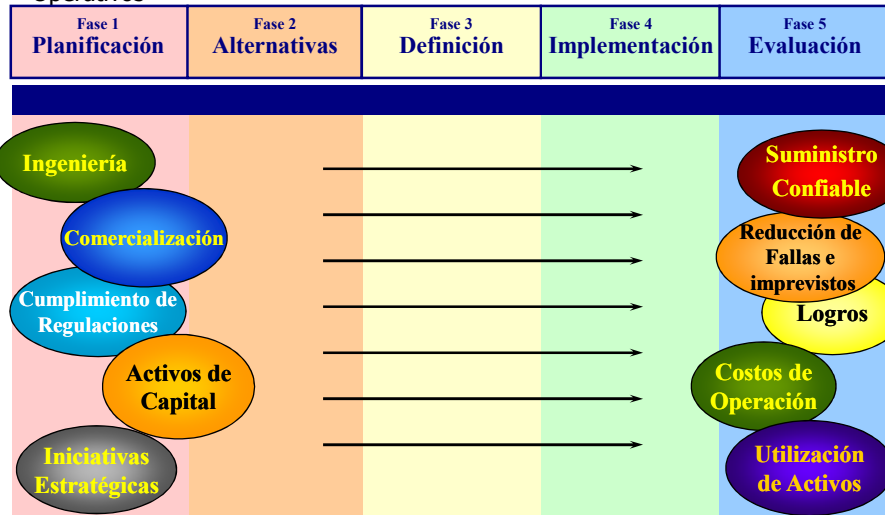 Operativos
Fase 1
Planificación
Fase 2
Alternativas
Fase 3
Definición
Fase 4
Implementación
Fase 5
Evaluación
Ingeniería
Comercialización
Cumplimiento de
Regulaciones
Activos de
Capital
Iniciativas
Estratégicas
Suministro
Confiable
Reducción de
Fallas e
imprevistos
Logros
Costos de
Operación
Utilización
de Activos